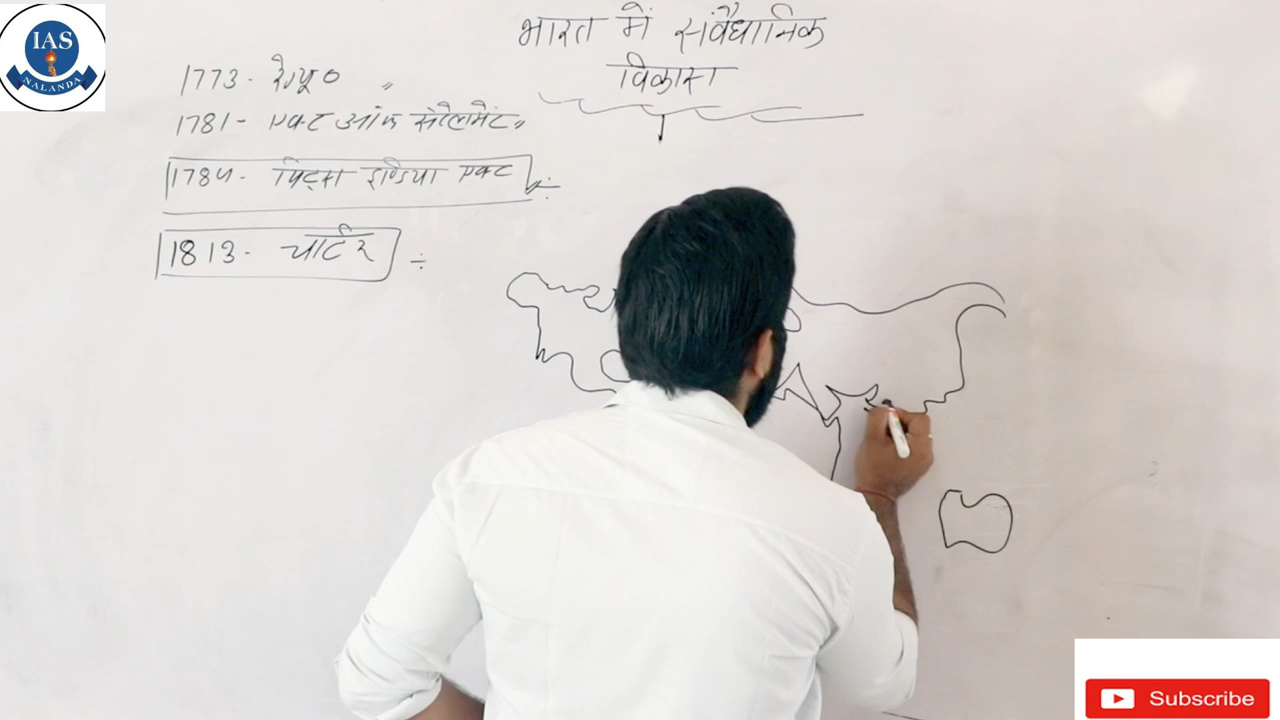 IAS
NALANDA
भारत में संवैधानिक
विकास
1773 - रेग्यू० "
1781 - एक्ट ऑफ सेटलमेंट "
1784 - पिट्स इण्डिया एक्ट
1813 - चार्टर
Subscribe